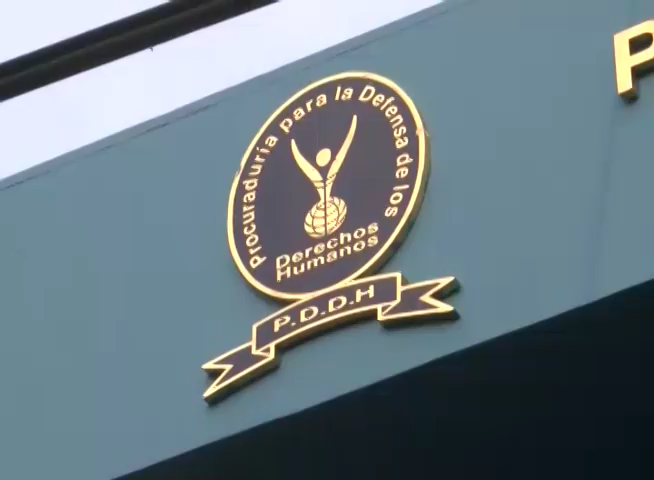 Procuraduría para la Defensa de los
Derechos
Humanos
P.D.D.H
P